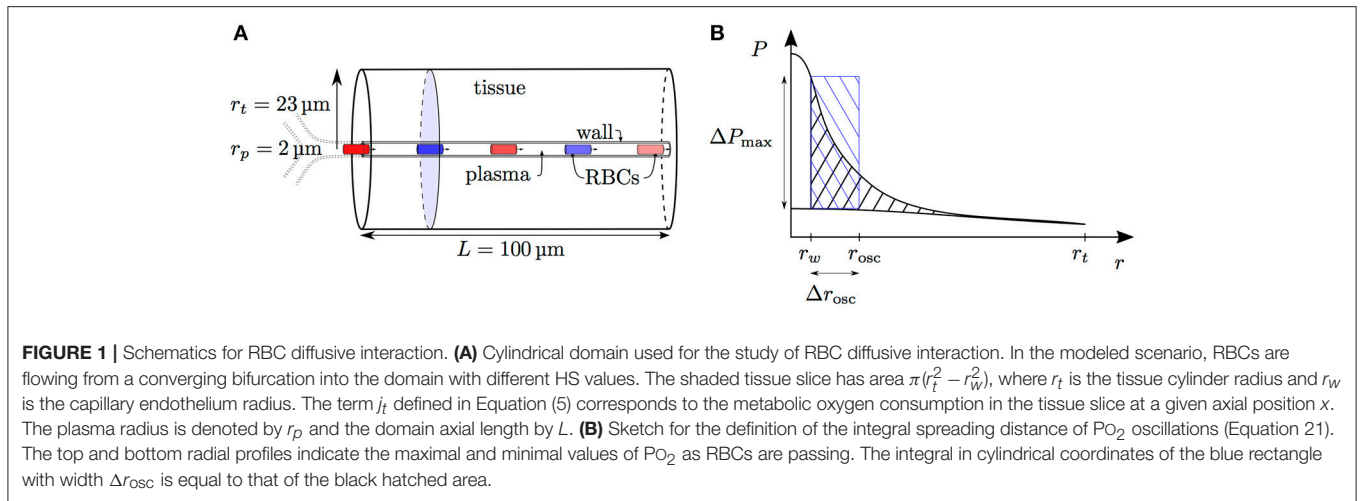 A
B
tissue
r_t = 23 µm
r_p = 2 µm
wall
plasma
RBCs
L = 100 µm
P
ΔP_max
r_w
r_osc
r_t
r
Δr_osc
FIGURE 1 | Schematics for RBC diffusive interaction. (A) Cylindrical domain used for the study of RBC diffusive interaction. In the modeled scenario, RBCs are
flowing from a converging bifurcation into the domain with different HS values. The shaded tissue slice has area π(r_t^2 − r_w^2), where r_t is the tissue cylinder radius and r_w
is the capillary endothelium radius. The term j_t defined in Equation (5) corresponds to the metabolic oxygen consumption in the tissue slice at a given axial position x.
The plasma radius is denoted by r_p and the domain axial length by L. (B) Sketch for the definition of the integral spreading distance of PO2 oscillations (Equation 21).
The top and bottom radial profiles indicate the maximal and minimal values of PO2 as RBCs are passing. The integral in cylindrical coordinates of the blue rectangle
with width Δr_osc is equal to that of the black hatched area.